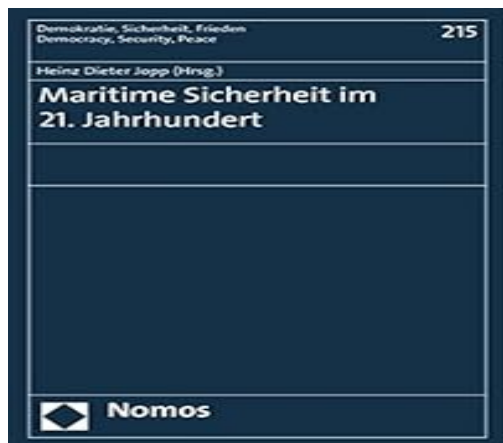 Demokratie, Sicherheit, Frieden
Democracy, Security, Peace
215
Heinz Dieter Jopp (Hrsg.)
Maritime Sicherheit im
21. Jahrhundert
Nomos